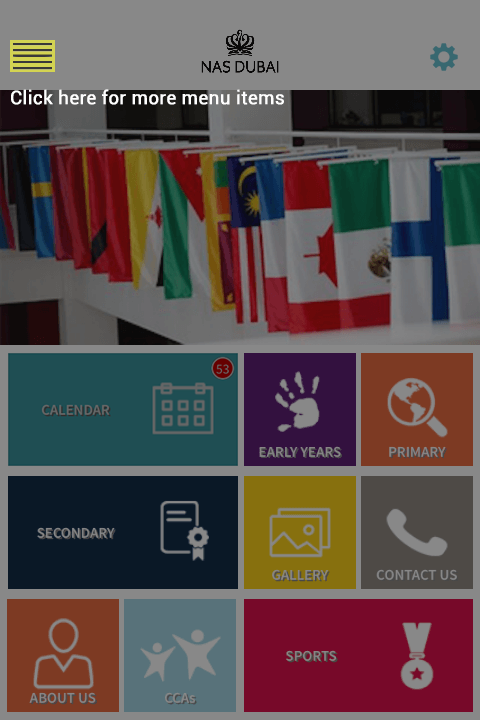 NAS DUBAI
Click here for more menu items
53
CALENDAR
EARLY YEARS
PRIMARY
SECONDARY
GALLERY
CONTACT US
ABOUT US
CCAs
SPORTS